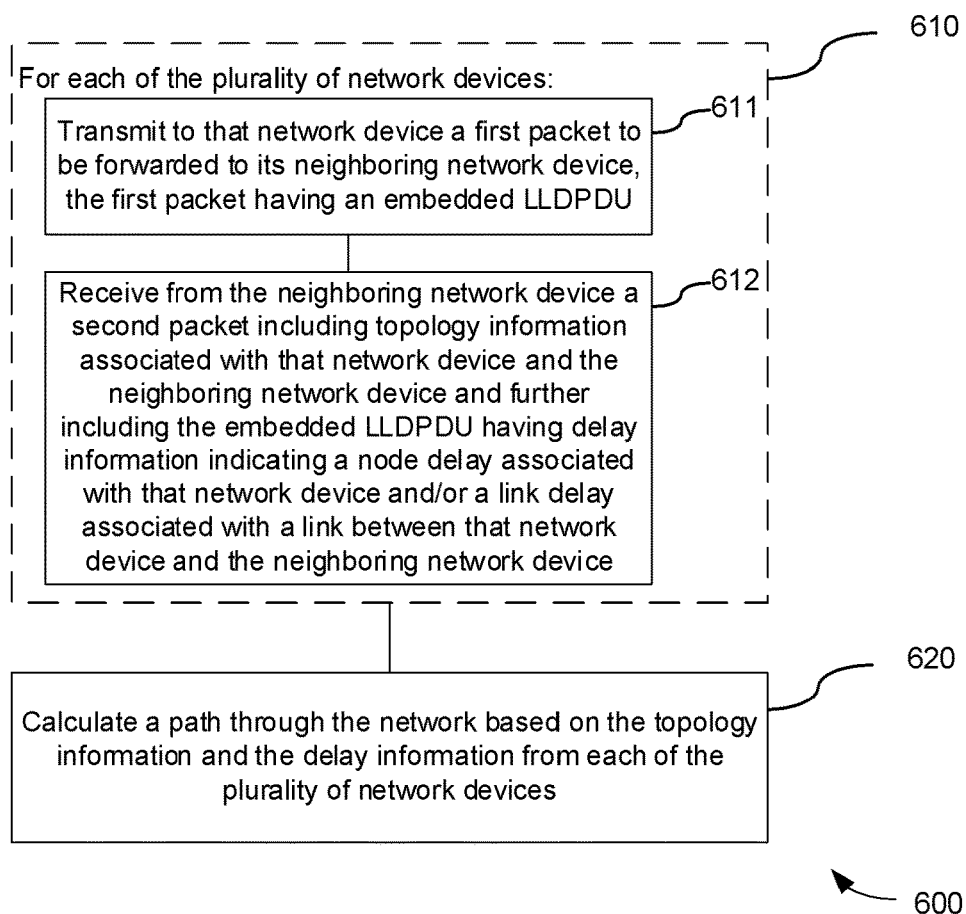 610
For each of the plurality of network devices:
611
Transmit to that network device a first packet to
be forwarded to its neighboring network device,
the first packet having an embedded LLDPDU
612
Receive from the neighboring network device a
second packet including topology information
associated with that network device and the
neighboring network device and further
including the embedded LLDPDU having delay
information indicating a node delay associated
with that network device and/or a link delay
associated with a link between that network
device and the neighboring network device
620
Calculate a path through the network based on the topology
information and the delay information from each of the
plurality of network devices
600